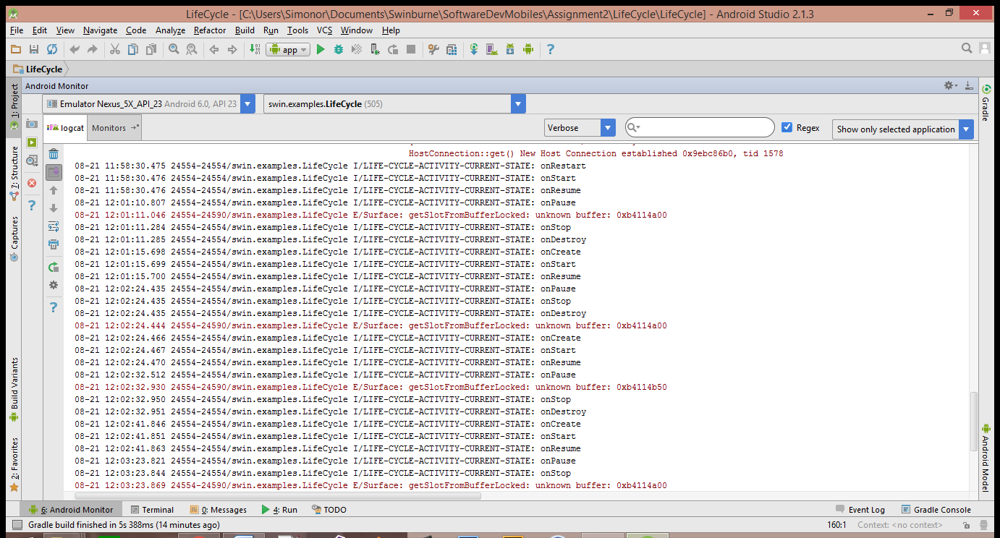 LifeCycle - [C:\Users\Simonor\Documents\Swinburne\SoftwareDevMobiles\Assignment2\LifeCycle\LifeCycle] - Android Studio 2.1.3
File Edit View Navigate Code Analyze Refactor Build Run Tools VCS Window Help
app
LifeCycle
Android Monitor
Emulator Nexus_5X_API_23 Android 6.0, API 23 swin.examples.LifeCycle (505)
logcat Monitors Verbose Regex Show only selected application
HostConnection::get() New Host Connection established 0x9ebc86b0, tid 1578
08-21 11:58:30.475 24554-24554/swin.examples.LifeCycle I/LIFE-CYCLE-ACTIVITY-CURRENT-STATE: onRestart
08-21 11:58:30.476 24554-24554/swin.examples.LifeCycle I/LIFE-CYCLE-ACTIVITY-CURRENT-STATE: onStart
08-21 11:58:30.476 24554-24554/swin.examples.LifeCycle I/LIFE-CYCLE-ACTIVITY-CURRENT-STATE: onResume
08-21 12:01:10.807 24554-24554/swin.examples.LifeCycle I/LIFE-CYCLE-ACTIVITY-CURRENT-STATE: onPause
08-21 12:01:11.046 24554-24590/swin.examples.LifeCycle E/Surface: getSlotFromBufferLocked: unknown buffer: 0xb4114a00
08-21 12:01:11.284 24554-24554/swin.examples.LifeCycle I/LIFE-CYCLE-ACTIVITY-CURRENT-STATE: onStop
08-21 12:01:11.285 24554-24554/swin.examples.LifeCycle I/LIFE-CYCLE-ACTIVITY-CURRENT-STATE: onDestroy
08-21 12:01:15.698 24554-24554/swin.examples.LifeCycle I/LIFE-CYCLE-ACTIVITY-CURRENT-STATE: onCreate
08-21 12:01:15.699 24554-24554/swin.examples.LifeCycle I/LIFE-CYCLE-ACTIVITY-CURRENT-STATE: onStart
08-21 12:01:15.700 24554-24554/swin.examples.LifeCycle I/LIFE-CYCLE-ACTIVITY-CURRENT-STATE: onResume
08-21 12:02:24.435 24554-24554/swin.examples.LifeCycle I/LIFE-CYCLE-ACTIVITY-CURRENT-STATE: onPause
08-21 12:02:24.435 24554-24554/swin.examples.LifeCycle I/LIFE-CYCLE-ACTIVITY-CURRENT-STATE: onStop
08-21 12:02:24.435 24554-24554/swin.examples.LifeCycle I/LIFE-CYCLE-ACTIVITY-CURRENT-STATE: onDestroy
08-21 12:02:24.444 24554-24590/swin.examples.LifeCycle E/Surface: getSlotFromBufferLocked: unknown buffer: 0xb4114a00
08-21 12:02:24.466 24554-24554/swin.examples.LifeCycle I/LIFE-CYCLE-ACTIVITY-CURRENT-STATE: onCreate
08-21 12:02:24.467 24554-24554/swin.examples.LifeCycle I/LIFE-CYCLE-ACTIVITY-CURRENT-STATE: onStart
08-21 12:02:24.470 24554-24554/swin.examples.LifeCycle I/LIFE-CYCLE-ACTIVITY-CURRENT-STATE: onResume
08-21 12:02:32.512 24554-24554/swin.examples.LifeCycle I/LIFE-CYCLE-ACTIVITY-CURRENT-STATE: onPause
08-21 12:02:32.930 24554-24590/swin.examples.LifeCycle E/Surface: getSlotFromBufferLocked: unknown buffer: 0xb4114b50
08-21 12:02:32.950 24554-24554/swin.examples.LifeCycle I/LIFE-CYCLE-ACTIVITY-CURRENT-STATE: onStop
08-21 12:02:32.951 24554-24554/swin.examples.LifeCycle I/LIFE-CYCLE-ACTIVITY-CURRENT-STATE: onDestroy
08-21 12:02:41.846 24554-24554/swin.examples.LifeCycle I/LIFE-CYCLE-ACTIVITY-CURRENT-STATE: onCreate
08-21 12:02:41.851 24554-24554/swin.examples.LifeCycle I/LIFE-CYCLE-ACTIVITY-CURRENT-STATE: onStart
08-21 12:02:41.863 24554-24554/swin.examples.LifeCycle I/LIFE-CYCLE-ACTIVITY-CURRENT-STATE: onResume
08-21 12:03:23.821 24554-24554/swin.examples.LifeCycle I/LIFE-CYCLE-ACTIVITY-CURRENT-STATE: onPause
08-21 12:03:23.844 24554-24554/swin.examples.LifeCycle I/LIFE-CYCLE-ACTIVITY-CURRENT-STATE: onStop
08-21 12:03:23.869 24554-24590/swin.examples.LifeCycle E/Surface: getSlotFromBufferLocked: unknown buffer: 0xb4114a00
1: Project
7: Structure
Captures
Build Variants
2: Favorites
Gradle
Android Model
6: Android Monitor Terminal 0: Messages 4: Run TODO Event Log Gradle Console
Gradle build finished in 5s 388ms (14 minutes ago) 160:1 Context: <no context>